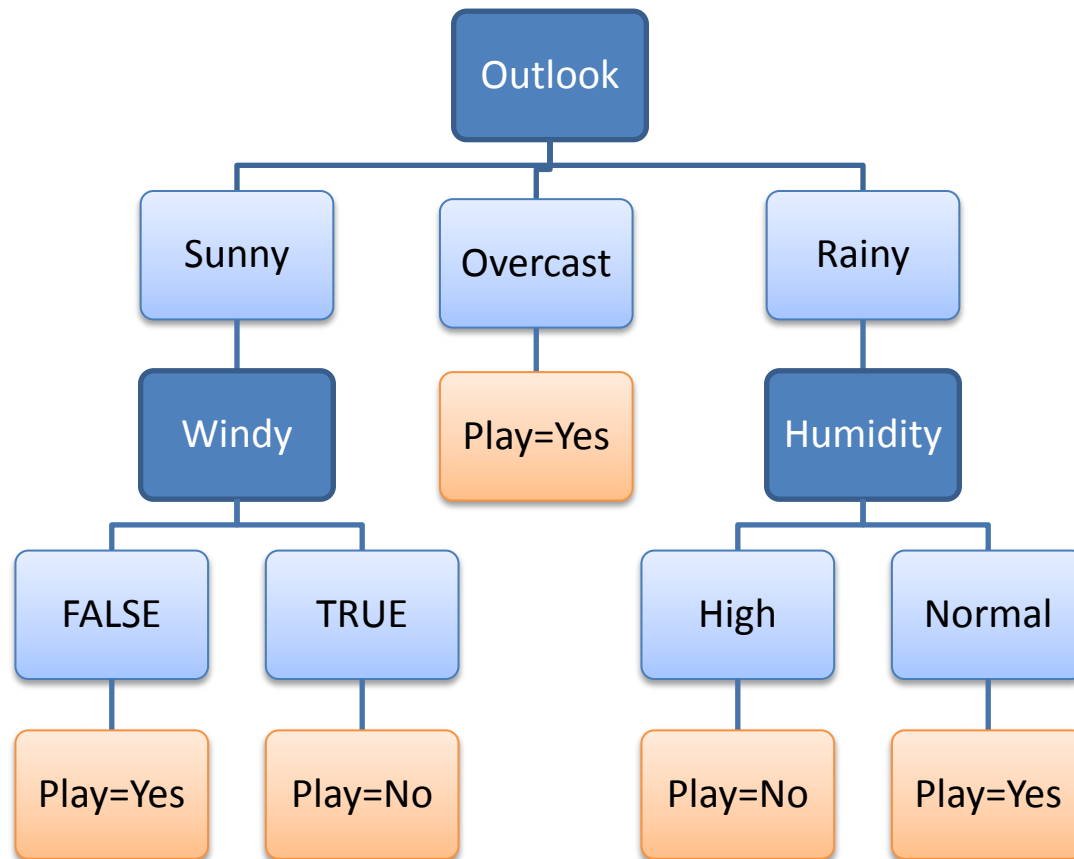 Outlook
Sunny
Overcast
Rainy
Windy
Play=Yes
Humidity
FALSE
TRUE
High
Normal
Play=Yes
Play=No
Play=No
Play=Yes